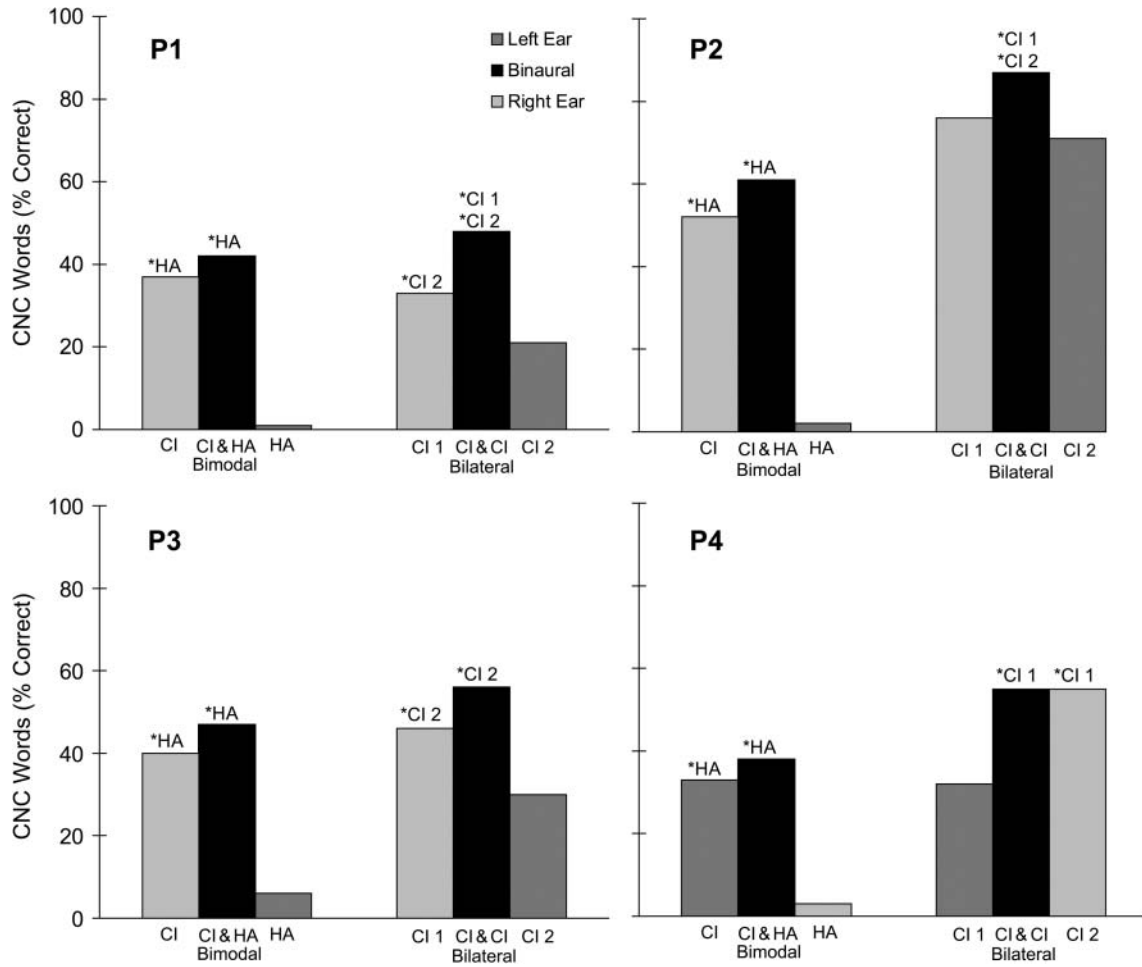 100
80
60
40
20
0
CNC Words (% Correct)
P1
Left Ear
Binaural
Right Ear
*HA
*HA
*CI 2
*CI 1
*CI 2
CI CI & HA HA
Bimodal
CI 1 CI & CI CI 2
Bilateral
P2
*HA
*HA
*CI 1
*CI 2
CI CI & HA HA
Bimodal
CI 1 CI & CI CI 2
Bilateral
100
80
60
40
20
0
CNC Words (% Correct)
P3
*HA
*HA
*CI 2
*CI 2
CI CI & HA HA
Bimodal
CI 1 CI & CI CI 2
Bilateral
P4
*HA
*HA
*CI 1 *CI 1
CI CI & HA HA
Bimodal
CI 1 CI & CI CI 2
Bilateral